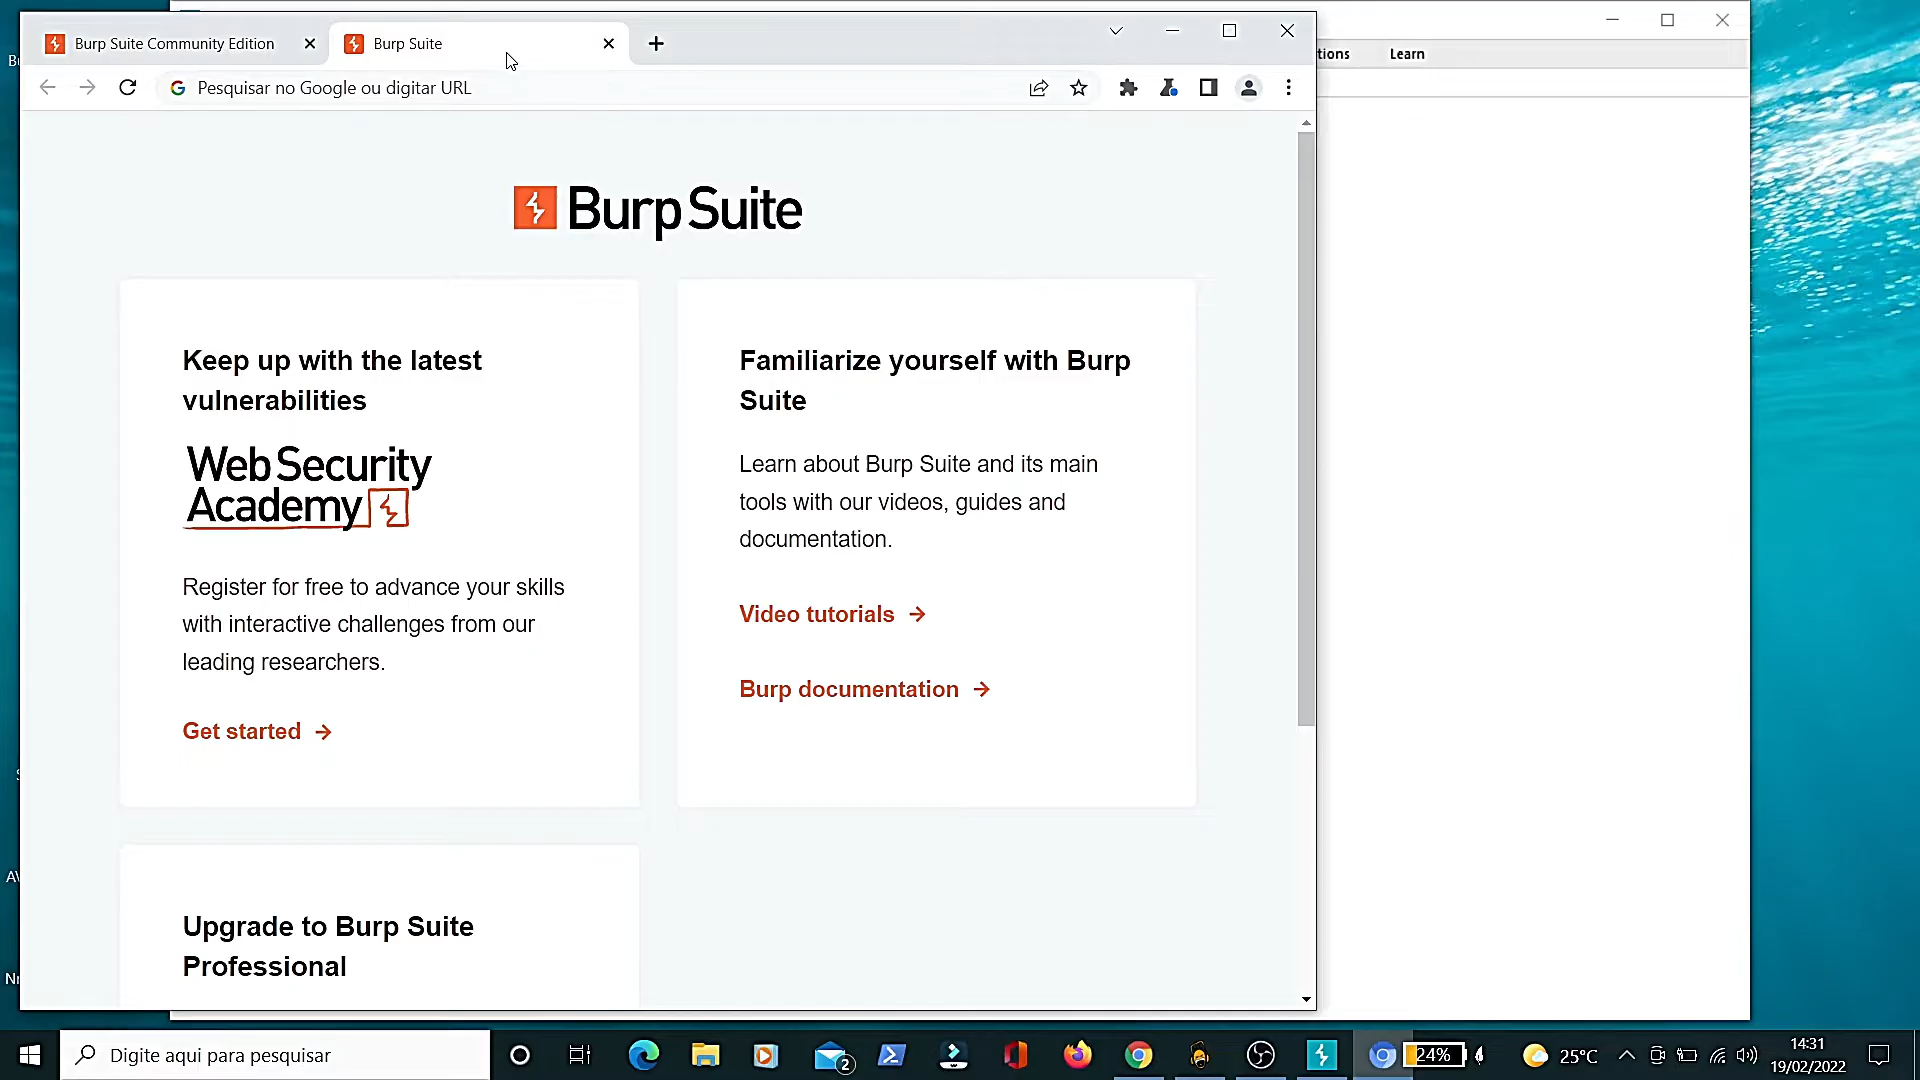 Burp Suite Community Edition
Burp Suite
tions
Learn
Pesquisar no Google ou digitar URL
Burp Suite
Keep up with the latest
vulnerabilities
Web Security
Academy
Register for free to advance your skills
with interactive challenges from our
leading researchers.
Get started
Familiarize yourself with Burp
Suite
Learn about Burp Suite and its main
tools with our videos, guides and
documentation.
Video tutorials
Burp documentation
Upgrade to Burp Suite
Professional
Digite aqui para pesquisar
2
24%
25°C
14:31
19/02/2022